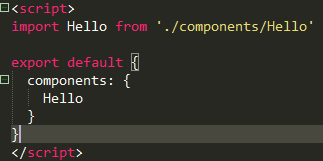 <script>
import Hello from './components/Hello'

export default {
  components: {
    Hello
  }
}
</script>